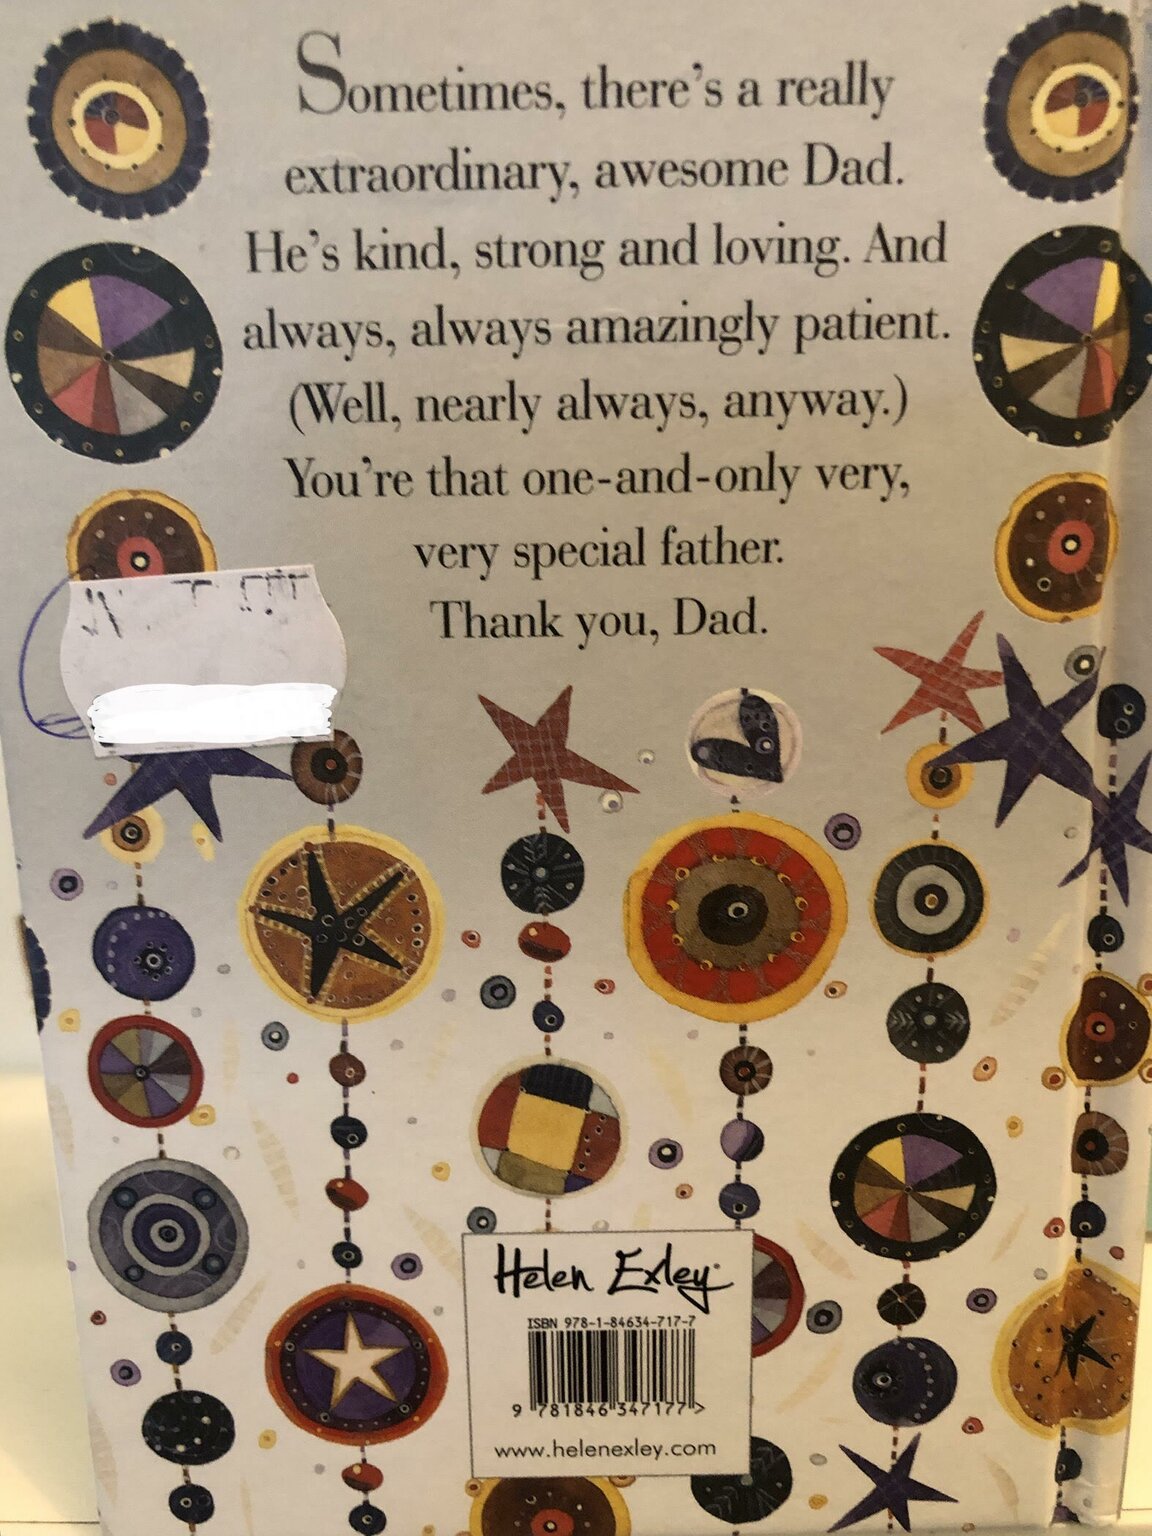 Sometimes, there's a really
extraordinary, awesome Dad.
He's kind, strong and loving. And
always, always amazingly patient.
(Well, nearly always, anyway.)
You're that one-and-only very,
very special father.
Thank you, Dad.
Helen Exley
ISBN 978-1-84634-717-7
9 781846 347177 >
www.helenexley.com